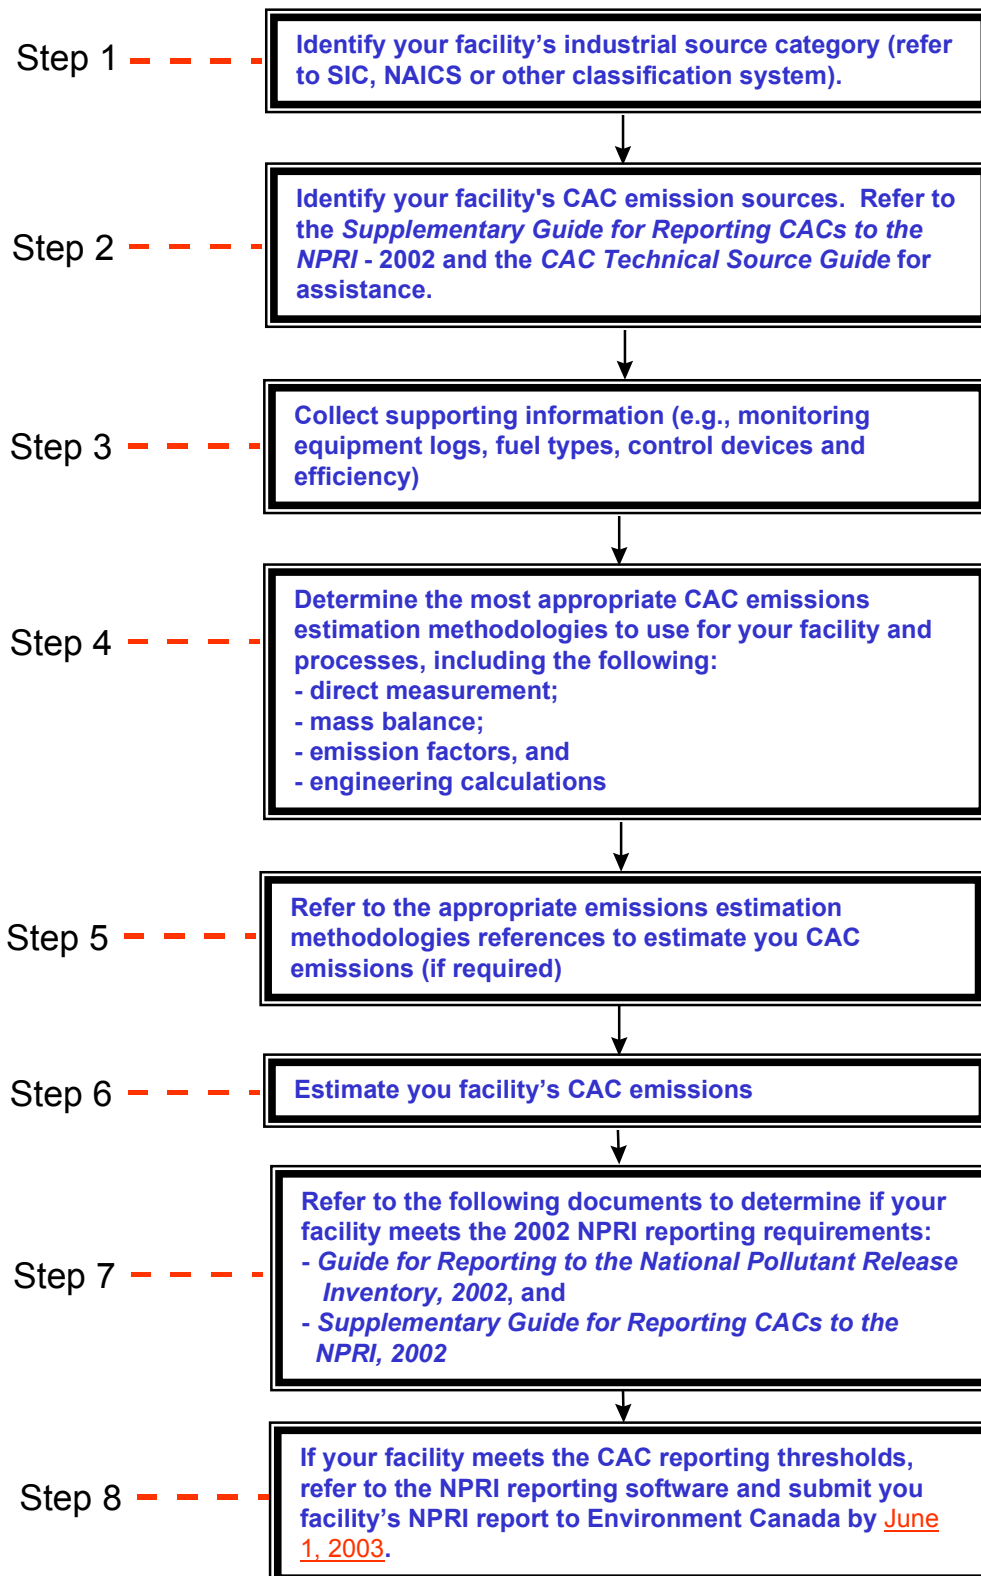 Step 1
Identify your facility’s industrial source category (refer
to SIC, NAICS or other classification system).
Step 2
Identify your facility's CAC emission sources.  Refer to
the Supplementary Guide for Reporting CACs to the
NPRI - 2002 and the CAC Technical Source Guide for
assistance.
Step 3
Collect supporting information (e.g., monitoring
equipment logs, fuel types, control devices and
efficiency)
Step 4
Determine the most appropriate CAC emissions
estimation methodologies to use for your facility and
processes, including the following:
- direct measurement;
- mass balance;
- emission factors, and
- engineering calculations
Step 5
Refer to the appropriate emissions estimation
methodologies references to estimate you CAC
emissions (if required)
Step 6
Estimate you facility’s CAC emissions
Step 7
Refer to the following documents to determine if your
facility meets the 2002 NPRI reporting requirements:
- Guide for Reporting to the National Pollutant Release
Inventory, 2002, and
- Supplementary Guide for Reporting CACs to the
NPRI, 2002
Step 8
If your facility meets the CAC reporting thresholds,
refer to the NPRI reporting software and submit you
facility’s NPRI report to Environment Canada by June
1, 2003.